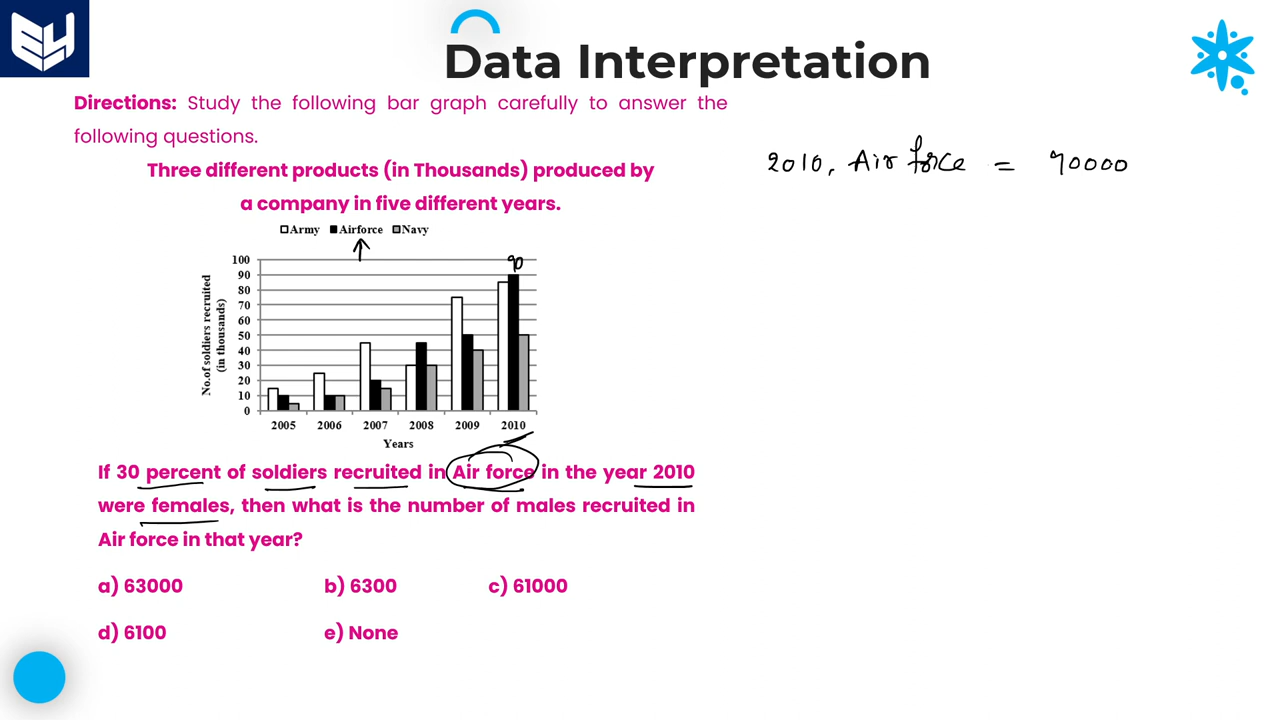 Data Interpretation
Directions: Study the following bar graph carefully to answer the
following questions.
Three different products (in Thousands) produced by
a company in five different years.
2010, Air force = 90000
Army Airforce Navy
90
No.of soldiers recruited
(in thousands)
100
90
80
70
60
50
40
30
20
10
0
2005 2006 2007 2008 2009 2010
Years
If 30 percent of soldiers recruited in Air force in the year 2010
were females, then what is the number of males recruited in
Air force in that year?
a) 63000 b) 6300 c) 61000
d) 6100 e) None